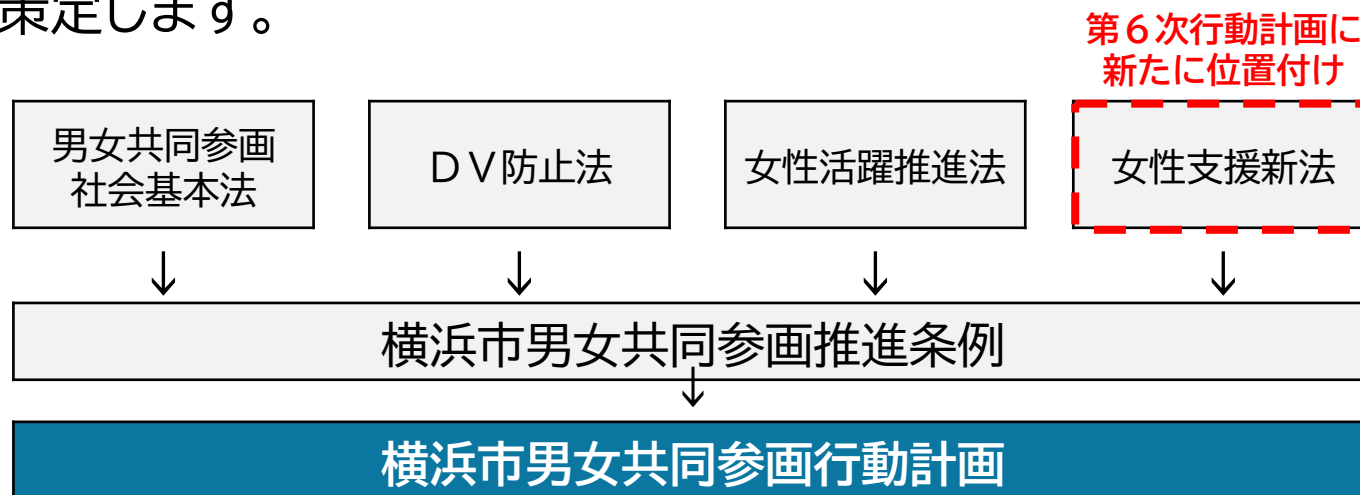 策定します。
第６次行動計画に
新たに位置付け
男女共同参画
社会基本法
ＤＶ防止法
女性活躍推進法
女性支援新法
↓ ↓ ↓ ↓
横浜市男女共同参画推進条例
↓
横浜市男女共同参画行動計画